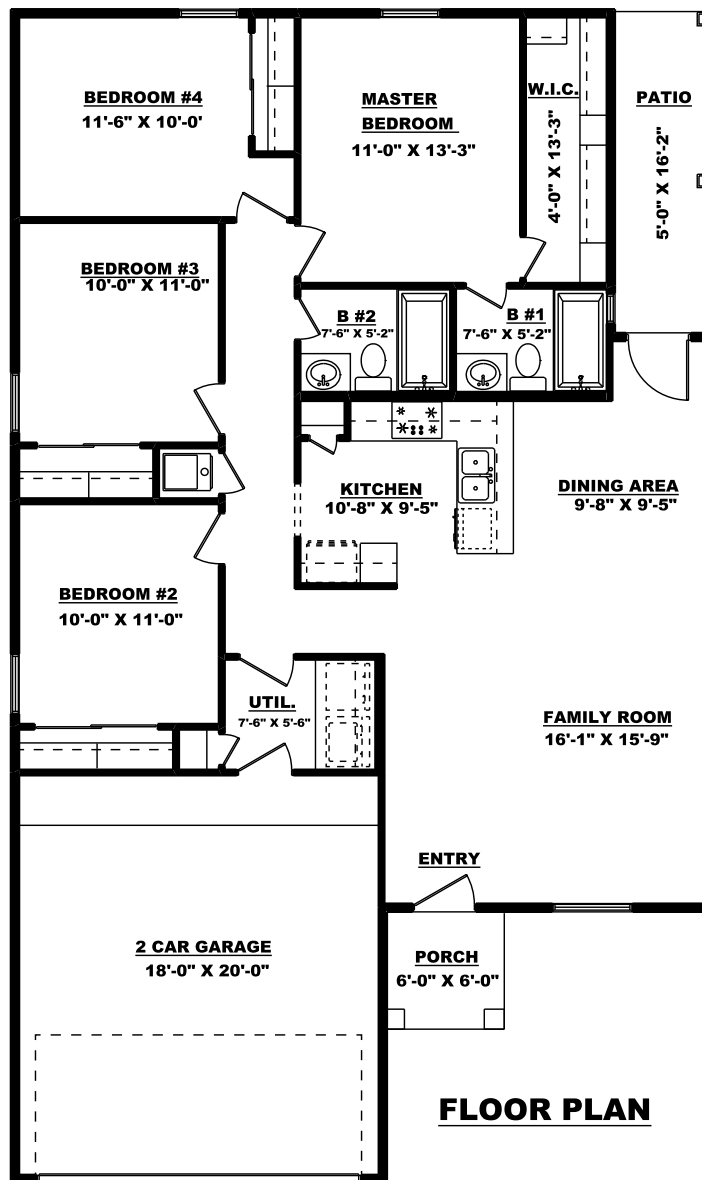 BEDROOM #4
11'-6" X 10'-0'
MASTER
BEDROOM
11'-0" X 13'-3"
W.I.C.
4'-0" X 13'-3"
PATIO
5'-0" X 16'-2"
BEDROOM #3
10'-0" X 11'-0"
B #2
7'-6" X 5'-2"
B #1
7'-6" X 5'-2"
KITCHEN
10'-8" X 9'-5"
DINING AREA
9'-8" X 9'-5"
BEDROOM #2
10'-0" X 11'-0"
UTIL.
7'-6" X 5'-6"
FAMILY ROOM
16'-1" X 15'-9"
ENTRY
2 CAR GARAGE
18'-0" X 20'-0"
PORCH
6'-0" X 6'-0"
FLOOR PLAN